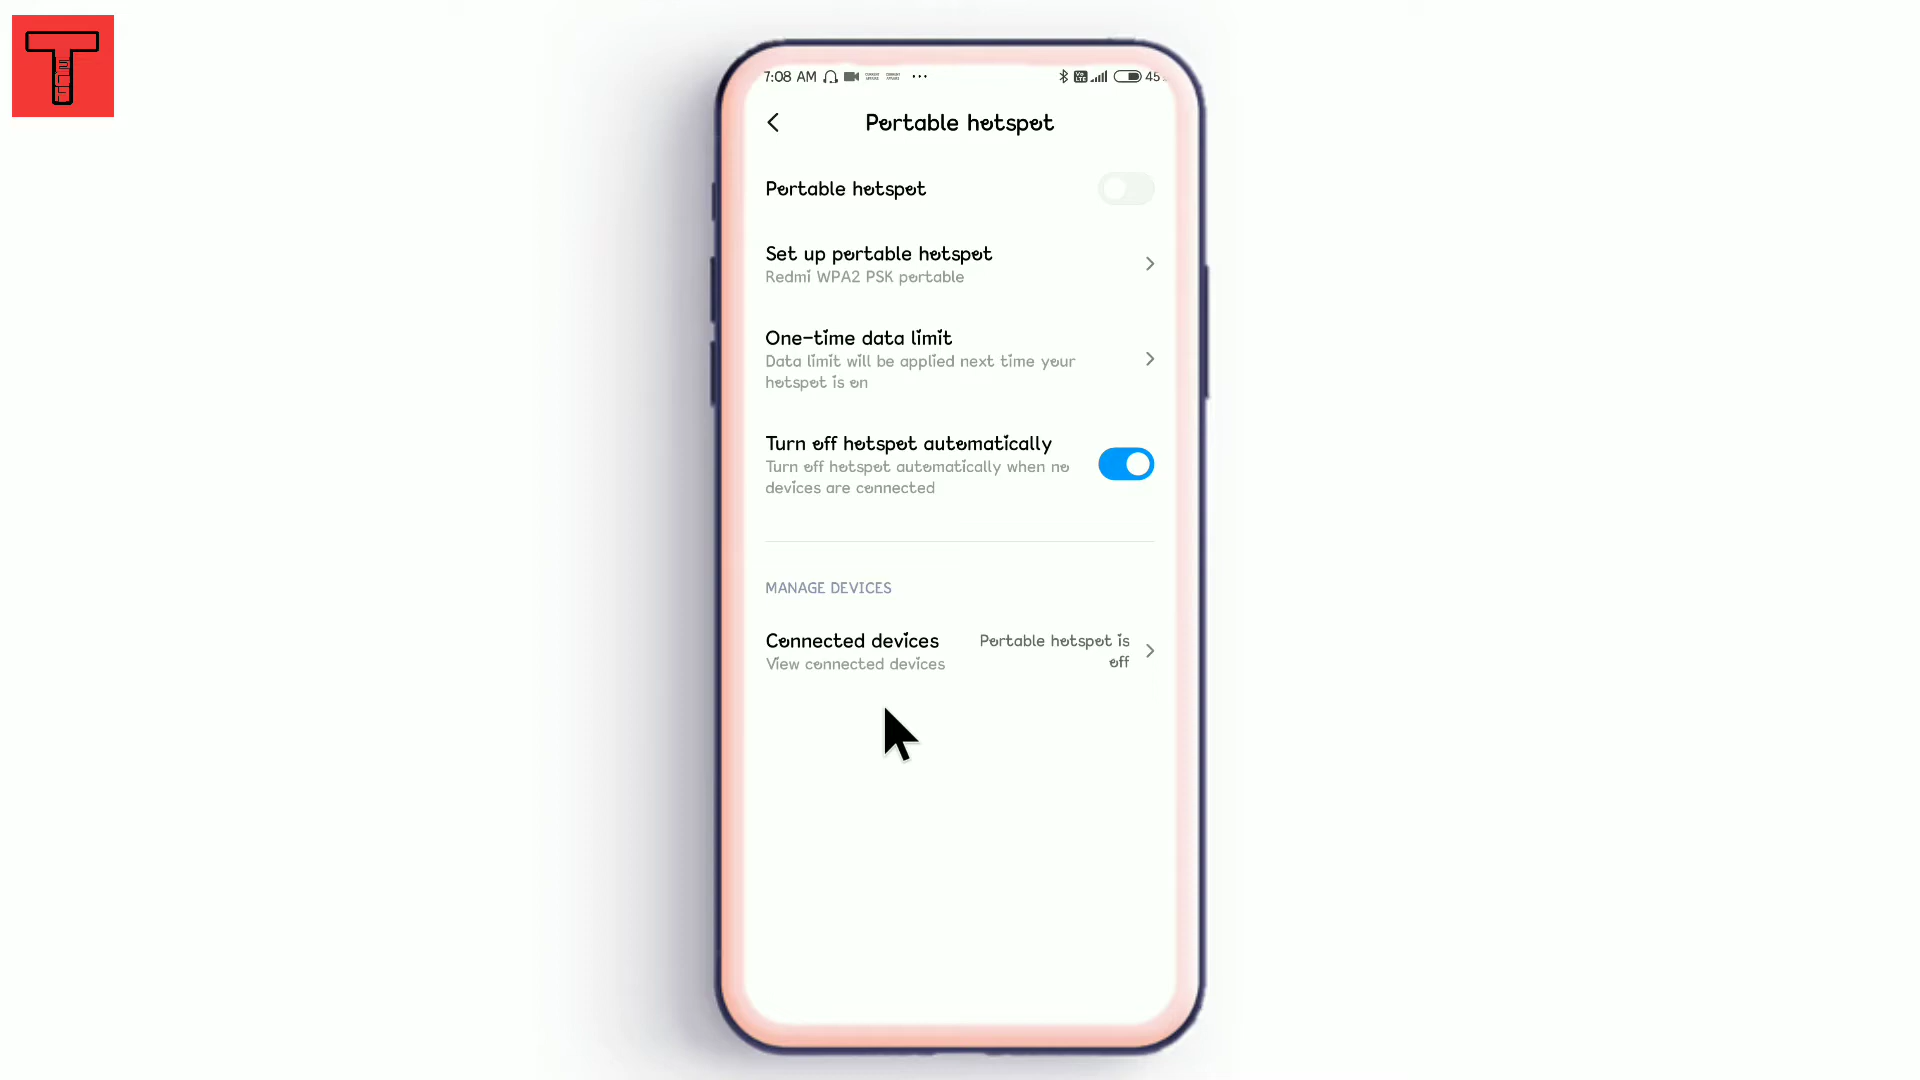 T
7:08 AM ... 45
Portable hotspot
Portable hotspot
Set up portable hotspot
Redmi WPA2 PSK portable
One-time data limit
Data limit will be applied next time your
hotspot is on
Turn off hotspot automatically
Turn off hotspot automatically when no
devices are connected
MANAGE DEVICES
Connected devices
View connected devices
Portable hotspot is
off